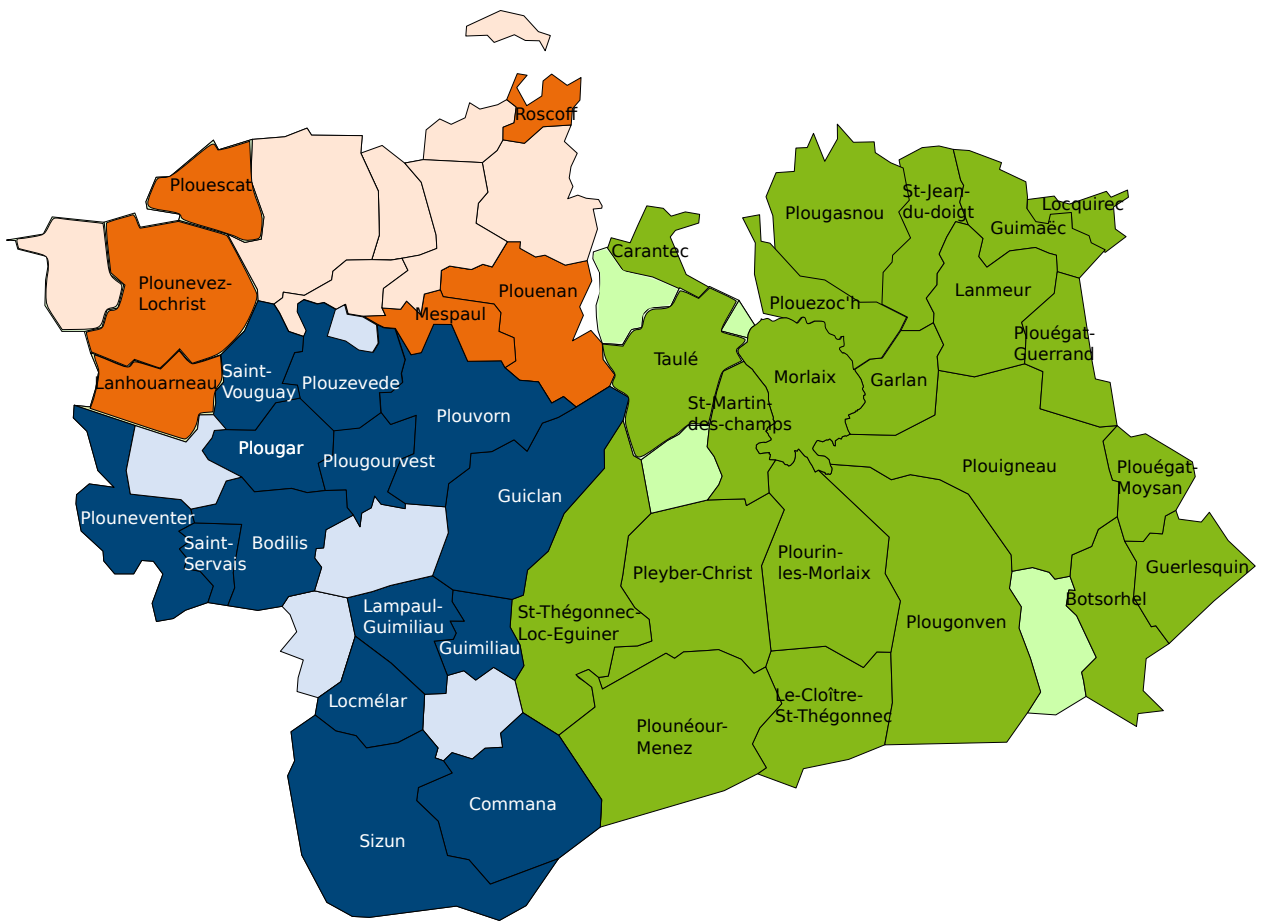 Roscoff
Plouescat
St-Jean-
du-doigt
Locquirec
Plougasnou
Guimaëc
Carantec
Plounevez-
Lochrist
Plouenan
Lanmeur
Plouezoc'h
Mespaul
Plouégat-
Guerrand
Taulé
Lanhouarneau
Saint-
Vouguay
Plouzevede
Morlaix
Garlan
Plouvorn
St-Martin-
des-champs
Plougar
Plougourvest
Plouigneau
Plouégat-
Moysan
Guiclan
Plouneventer
Saint-
Servais
Bodilis
Pleyber-Christ
Plourin-
les-Morlaix
Guerlesquin
Botsorhel
Lampaul-
Guimiliau
St-Thégonnec-
Loc-Eguiner
Plougonven
Guimiliau
Locmélar
Le-Cloître-
St-Thégonnec
Plounéour-
Menez
Commana
Sizun